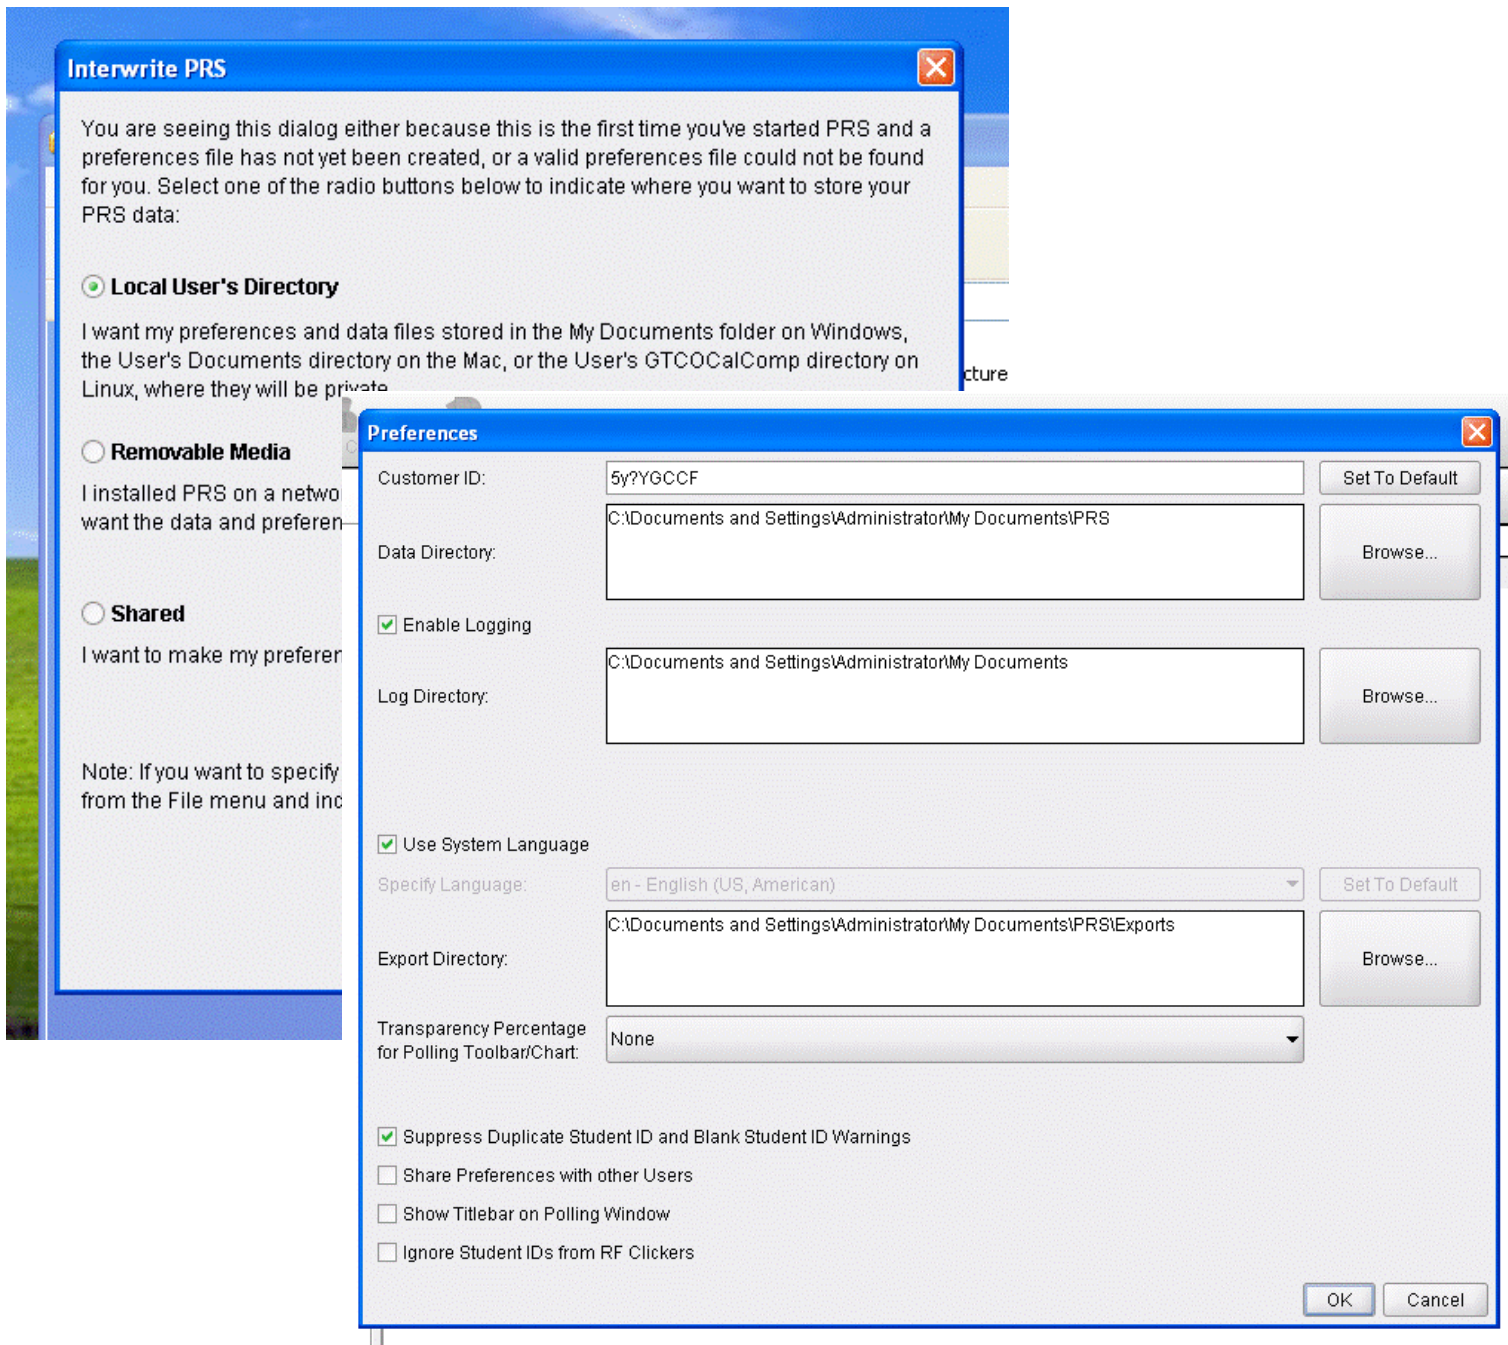 Interwrite PRS
You are seeing this dialog either because this is the first time you've started PRS and a
preferences file has not yet been created, or a valid preferences file could not be found
for you. Select one of the radio buttons below to indicate where you want to store your
PRS data:
Local User's Directory
I want my preferences and data files stored in the My Documents folder on Windows,
the User's Documents directory on the Mac, or the User's GTCOCalComp directory on
Linux, where they will be private.
cture
Removable Media
I installed PRS on a netwo
want the data and preferen
Shared
I want to make my preferen
Note: If you want to specify
from the File menu and inc
Preferences
Customer ID:
5y?YGCCF
Set To Default
C:\Documents and Settings\Administrator\My Documents\PRS
Data Directory:
Browse...
Enable Logging
C:\Documents and Settings\Administrator\My Documents
Log Directory:
Browse...
Use System Language
Specify Language:
en - English (US, American)
Set To Default
C:\Documents and Settings\Administrator\My Documents\PRS\Exports
Export Directory:
Browse...
Transparency Percentage
for Polling Toolbar/Chart:
None
Suppress Duplicate Student ID and Blank Student ID Warnings
Share Preferences with other Users
Show Titlebar on Polling Window
Ignore Student IDs from RF Clickers
OK
Cancel